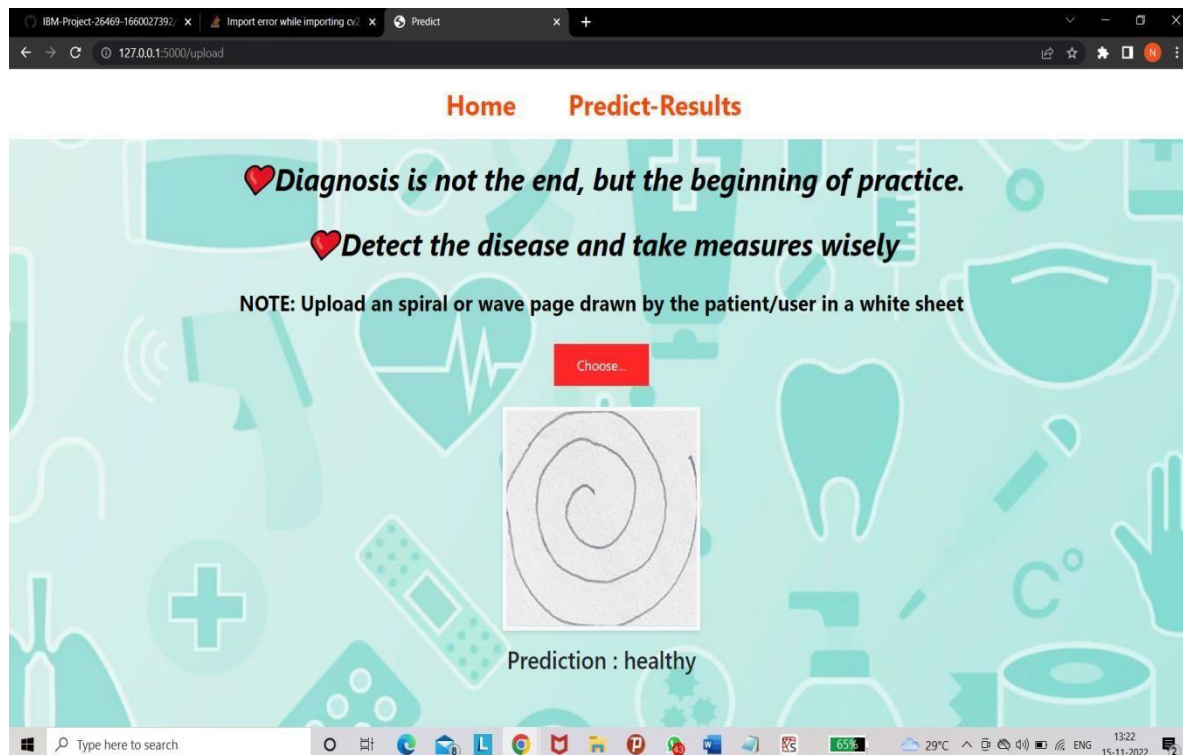 IBM-Project-26469-1660027392/
Import error while importing cv2
Predict
127.0.0.1:5000/upload
N
Home
Predict-Results
Diagnosis is not the end, but the beginning of practice.
Detect the disease and take measures wisely
NOTE: Upload an spiral or wave page drawn by the patient/user in a white sheet
Choose...
C°
Prediction : healthy
Type here to search
8
L
43
65%
29°C
ENG
13:22
15-11-2022
2